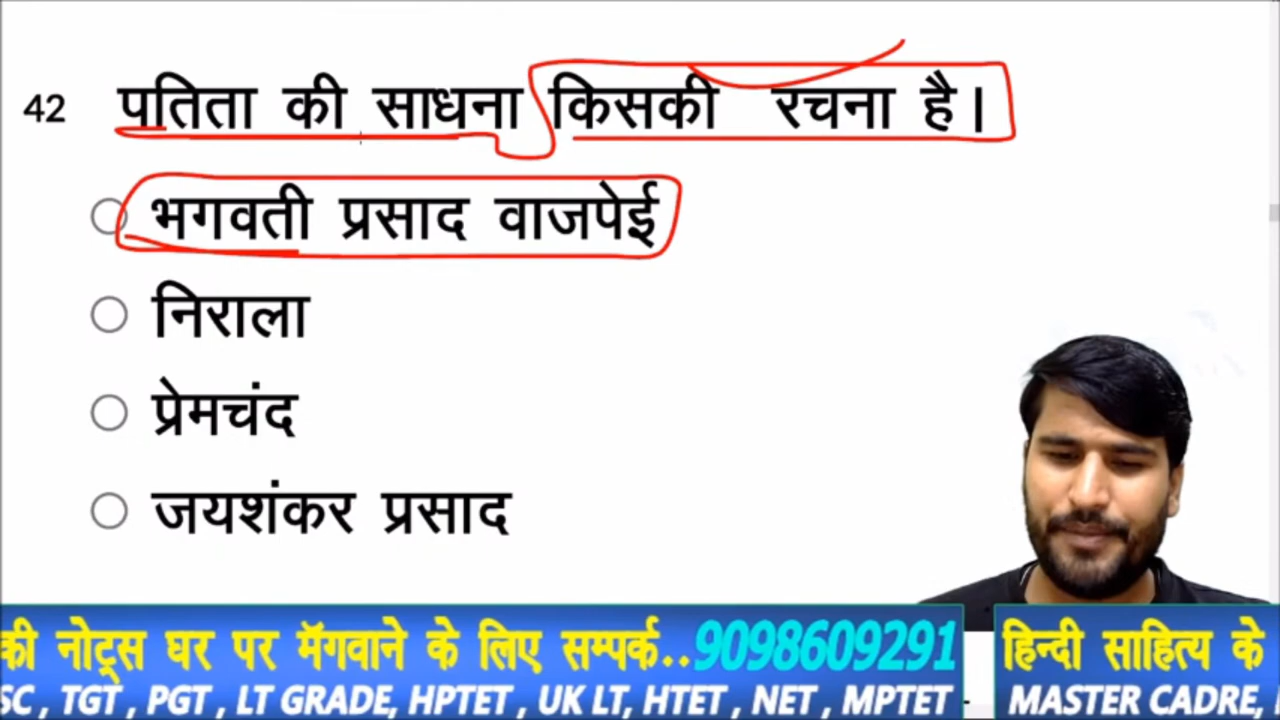 42 पतिता की साधना किसकी रचना है।
भगवती प्रसाद वाजपेई
निराला
प्रेमचंद
जयशंकर प्रसाद
की नोट्स घर पर मॅगवाने के लिए सम्पर्क..9098609291 हिन्दी साहित्य के
SC , TGT , PGT , LT GRADE, HPTET , UK LT, HTET , NET , MPTET - MASTER CADRE,